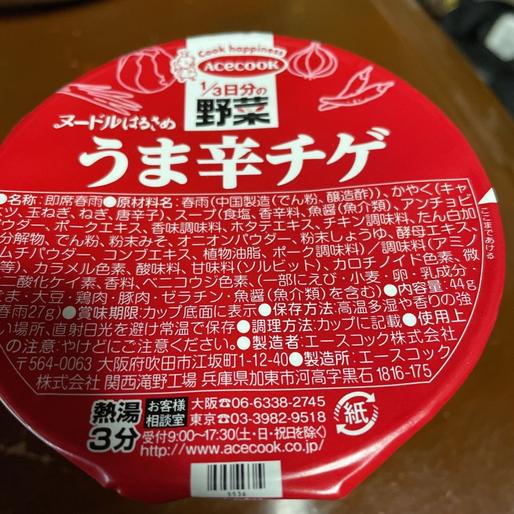 Cook happiness
ACECOOK
1/3日分の
野菜
ヌードルはるさめ
うま辛チゲ
●名称:即席春雨●原材料名:春雨(中国製造(でん粉、醸造酢))、かやく(キャ
ベツ、玉ねぎ、ねぎ、唐辛子)、スープ(食塩、香辛料、魚醤(魚介類)、アンチョビ
パウダー、ポークエキス、香味調味料、ホタテエキス、チキン調味料、たん白加
水分解物、でん粉、粉末みそ、オニオンパウダー、粉末しょうゆ、酵母エキス、
キムチパウダー、コンブエキス、植物油脂、ポーク調味料)/調味料(アミノ
酸等)、カラメル色素、酸味料、甘味料(ソルビット)、カロチノイド色素、微
粒二酸化ケイ素、香料、ベニコウジ色素、(一部にえび・小麦・卵・乳成分
・ごま・大豆・鶏肉・豚肉・ゼラチン・魚醤(魚介類)を含む)●内容量:44g
(春雨27g)●賞味期限:カップ底面に表示●保存方法:高温多湿や香りの強
い場所、直射日光を避け常温で保存●調理方法:カップに記載●使用上
の注意:やけどにご注意ください。●製造者:エースコック株式会社
〒564-0063 大阪府吹田市江坂町1-12-40●製造所:エースコック
株式会社 関西滝野工場 兵庫県加東市河高字黒石1816-175
ここまであける
熱湯
3分
お客様
相談室
大阪☎06-6338-2745
東京☎03-3982-9518
受付9:00~17:30(土・日・祝日を除く)
http://www.acecook.co.jp/
紙